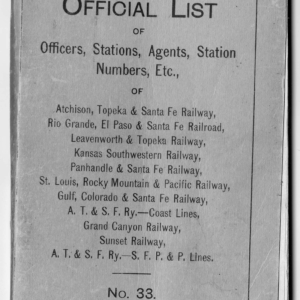 OFFICIAL LIST
OF
Officers, Stations, Agents, Station
Numbers, Etc.,
OF
Atchison, Topeka & Santa Fe Railway,
Rio Grande, El Paso & Santa Fe Railroad,
Leavenworth & Topeka Railway,
Kansas Southwestern Railway,
Panhandle & Santa Fe Railway,
St. Louis, Rocky Mountain & Pacific Railway,
Gulf, Colorado & Santa Fe Railway,
A. T. & S. F. Ry.—Coast Lines,
Grand Canyon Railway,
Sunset Railway,
A. T. & S. F. Ry.—S. F. P. & P. Lines.
No. 33.